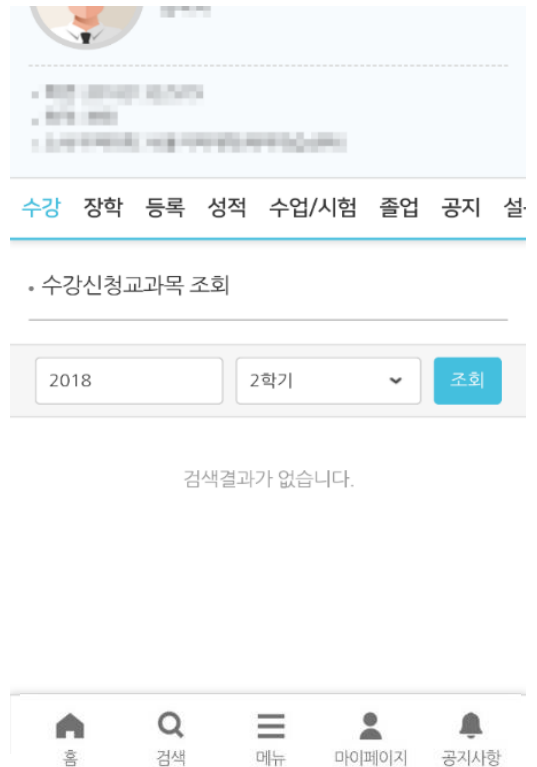 수강 장학 등록 성적 수업/시험 졸업 공지
• 수강신청교과목 조회
2018 2학기 조회
검색결과가 없습니다.
홈 검색 메뉴 마이페이지 공지사항